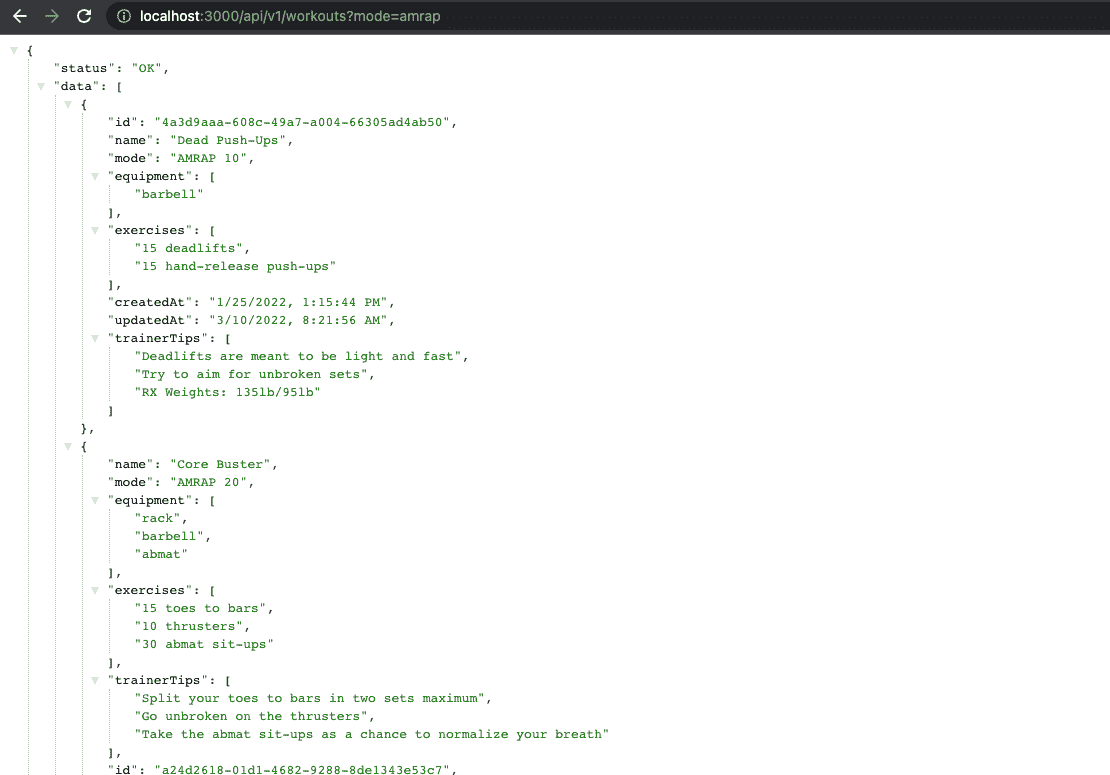 localhost:3000/api/v1/workouts?mode=amrap
{
"status": "OK",
"data": [
{
"id": "4a3d9aaa-608c-49a7-a004-66305ad4ab50",
"name": "Dead Push-Ups",
"mode": "AMRAP 10",
"equipment": [
"barbell"
],
"exercises": [
"15 deadlifts",
"15 hand-release push-ups"
],
"createdAt": "1/25/2022, 1:15:44 PM",
"updatedAt": "3/10/2022, 8:21:56 AM",
"trainerTips": [
"Deadlifts are meant to be light and fast",
"Try to aim for unbroken sets",
"RX Weights: 135lb/95lb"
]
},
{
"name": "Core Buster",
"mode": "AMRAP 20",
"equipment": [
"rack",
"barbell",
"abmat"
],
"exercises": [
"15 toes to bars",
"10 thrusters",
"30 abmat sit-ups"
],
"trainerTips": [
"Split your toes to bars in two sets maximum",
"Go unbroken on the thrusters",
"Take the abmat sit-ups as a chance to normalize your breath"
],
"id": "a24d2618-01d1-4682-9288-8de1343e53c7",